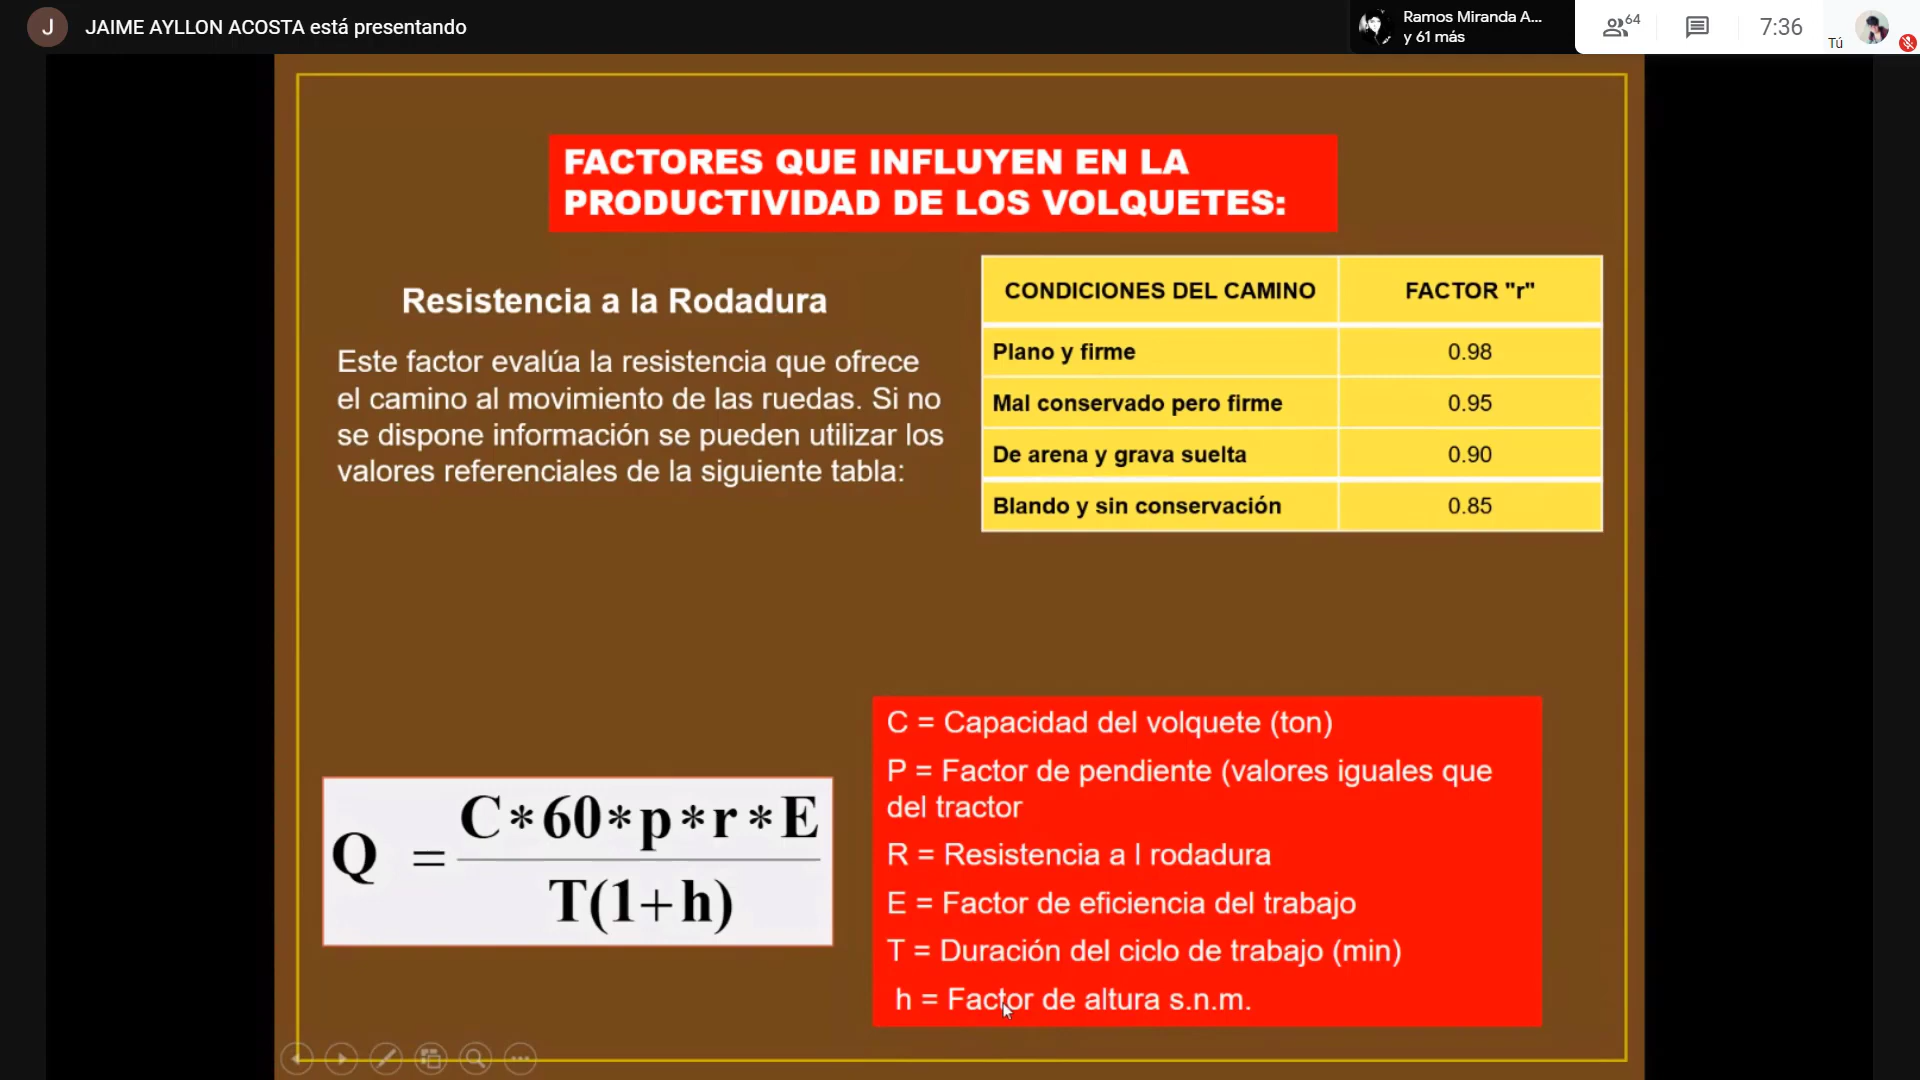 J JAIME AYLLON ACOSTA está presentando
Ramos Miranda A...
y 61 más
64
7:36
Tú
FACTORES QUE INFLUYEN EN LA
PRODUCTIVIDAD DE LOS VOLQUETES:
Resistencia a la Rodadura
Este factor evalúa la resistencia que ofrece
el camino al movimiento de las ruedas. Si no
se dispone información se pueden utilizar los
valores referenciales de la siguiente tabla:
CONDICIONES DEL CAMINO FACTOR "r"
Plano y firme 0.98
Mal conservado pero firme 0.95
De arena y grava suelta 0.90
Blando y sin conservación 0.85
Q = C*60*p*r*E
T(1+h)
C = Capacidad del volquete (ton)
P = Factor de pendiente (valores iguales que
del tractor
R = Resistencia a l rodadura
E = Factor de eficiencia del trabajo
T = Duración del ciclo de trabajo (min)
h = Factor de altura s.n.m.